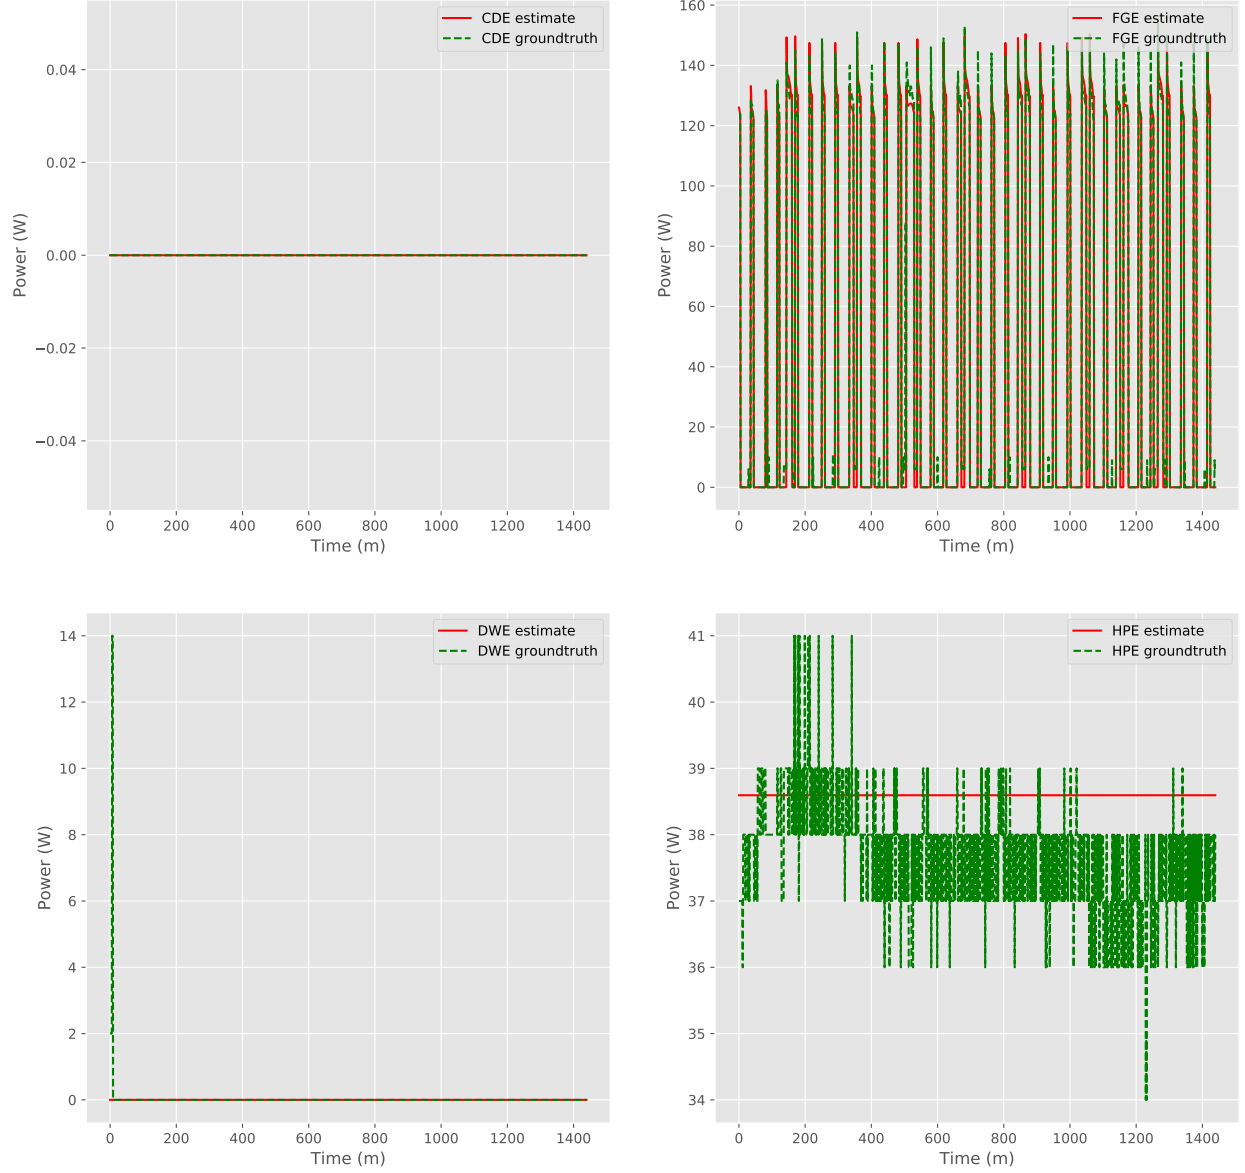 CDE estimate
CDE groundtruth
0.04
0.02
0.00
−0.02
−0.04
Power (W)
0 200 400 600 800 1000 1200 1400
Time (m)
FGE estimate
FGE groundtruth
160
140
120
100
80
60
40
20
0
Power (W)
0 200 400 600 800 1000 1200 1400
Time (m)
DWE estimate
DWE groundtruth
14
12
10
8
6
4
2
0
Power (W)
0 200 400 600 800 1000 1200 1400
Time (m)
HPE estimate
HPE groundtruth
41
40
39
38
37
36
35
34
Power (W)
0 200 400 600 800 1000 1200 1400
Time (m)